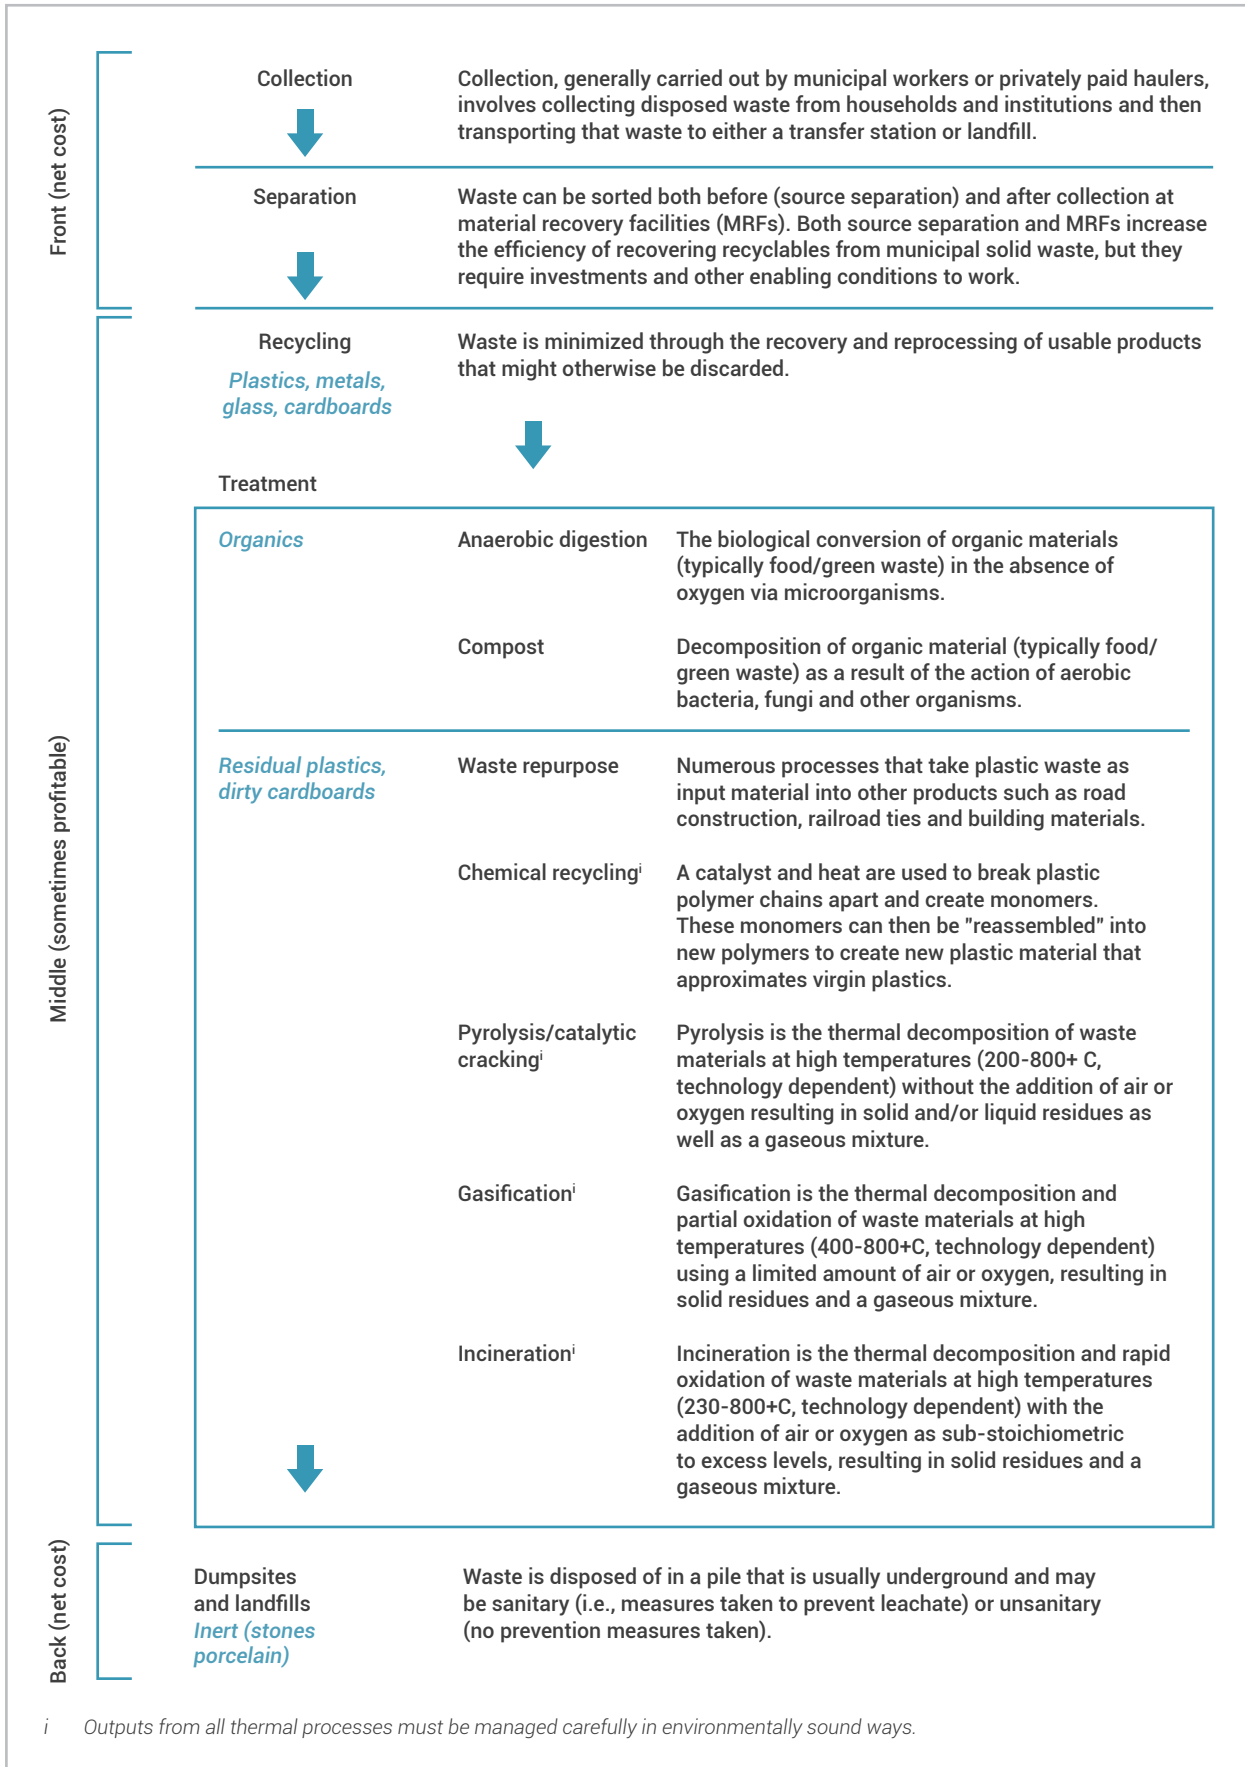 Front (net cost)
Collection
Collection, generally carried out by municipal workers or privately paid haulers,
involves collecting disposed waste from households and institutions and then
transporting that waste to either a transfer station or landfill.
Separation
Waste can be sorted both before (source separation) and after collection at
material recovery facilities (MRFs). Both source separation and MRFs increase
the efficiency of recovering recyclables from municipal solid waste, but they
require investments and other enabling conditions to work.
Middle (sometimes profitable)
Recycling
Plastics, metals,
glass, cardboards
Waste is minimized through the recovery and reprocessing of usable products
that might otherwise be discarded.
Treatment
Organics
Anaerobic digestion
The biological conversion of organic materials
(typically food/green waste) in the absence of
oxygen via microorganisms.
Compost
Decomposition of organic material (typically food/
green waste) as a result of the action of aerobic
bacteria, fungi and other organisms.
Residual plastics,
dirty cardboards
Waste repurpose
Numerous processes that take plastic waste as
input material into other products such as road
construction, railroad ties and building materials.
Chemical recyclingⁱ
A catalyst and heat are used to break plastic
polymer chains apart and create monomers.
These monomers can then be "reassembled" into
new polymers to create new plastic material that
approximates virgin plastics.
Pyrolysis/catalytic
crackingⁱ
Pyrolysis is the thermal decomposition of waste
materials at high temperatures (200-800+ C,
technology dependent) without the addition of air or
oxygen resulting in solid and/or liquid residues as
well as a gaseous mixture.
Gasificationⁱ
Gasification is the thermal decomposition and
partial oxidation of waste materials at high
temperatures (400-800+C, technology dependent)
using a limited amount of air or oxygen, resulting in
solid residues and a gaseous mixture.
Incinerationⁱ
Incineration is the thermal decomposition and rapid
oxidation of waste materials at high temperatures
(230-800+C, technology dependent) with the
addition of air or oxygen as sub-stoichiometric
to excess levels, resulting in solid residues and a
gaseous mixture.
Back (net cost)
Dumpsites
and landfills
Inert (stones
porcelain)
Waste is disposed of in a pile that is usually underground and may
be sanitary (i.e., measures taken to prevent leachate) or unsanitary
(no prevention measures taken).
i Outputs from all thermal processes must be managed carefully in environmentally sound ways.